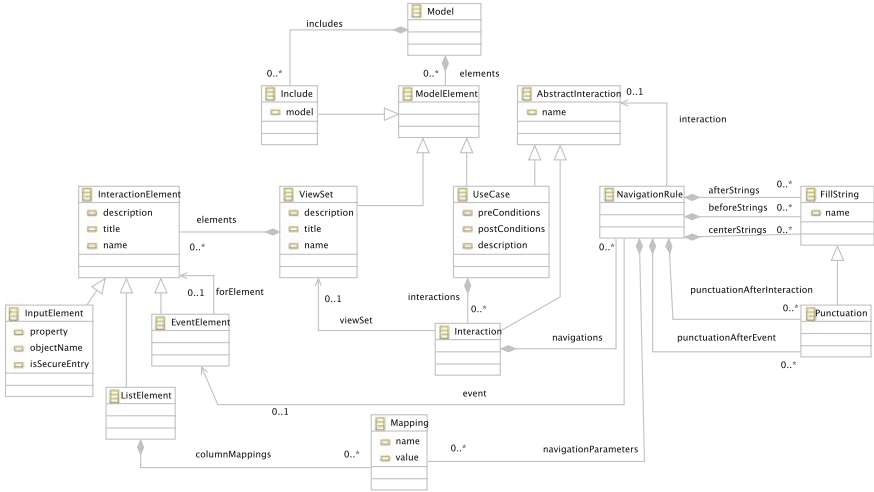 Model
includes
0..*
0..*
elements
Include
model
ModelElement
AbstractInteraction
name
0..1
interaction
InteractionElement
description
title
name
elements
0..*
ViewSet
description
title
name
UseCase
preConditions
postConditions
description
NavigationRule
0..*
afterStrings
0..*
beforeStrings
0..*
centerStrings
FillString
name
0..1
forElement
0..1
viewSet
interactions
0..*
punctuationAfterInteraction
0..*
InputElement
property
objectName
isSecureEntry
EventElement
Interaction
navigations
punctuationAfterEvent
0..*
Punctuation
ListElement
event
0..1
Mapping
name
value
columnMappings
0..*
0..*
navigationParameters